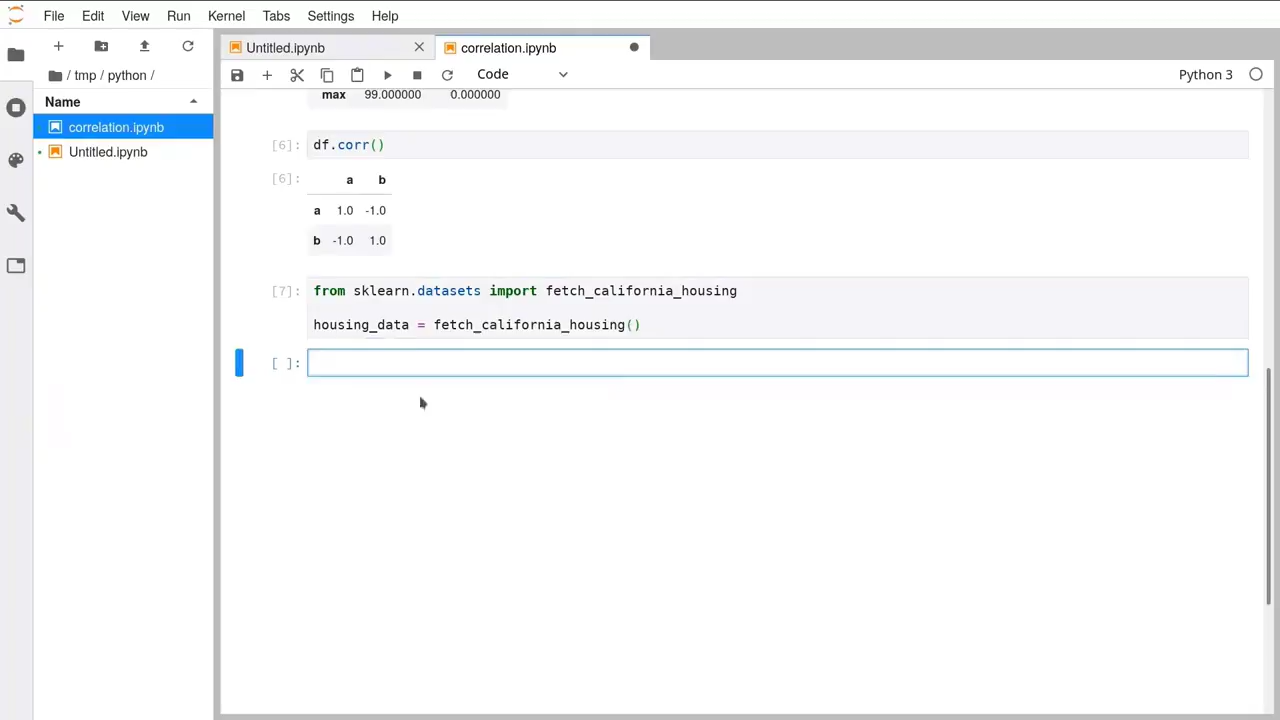 File Edit View Run Kernel Tabs Settings Help
Untitled.ipynb correlation.ipynb
Code Python 3
/ tmp / python /
Name
correlation.ipynb
Untitled.ipynb
max 99.000000 0.000000
[6]: df.corr()
[6]: a b
a 1.0 -1.0
b -1.0 1.0
[7]: from sklearn.datasets import fetch_california_housing
housing_data = fetch_california_housing()
[ ]: